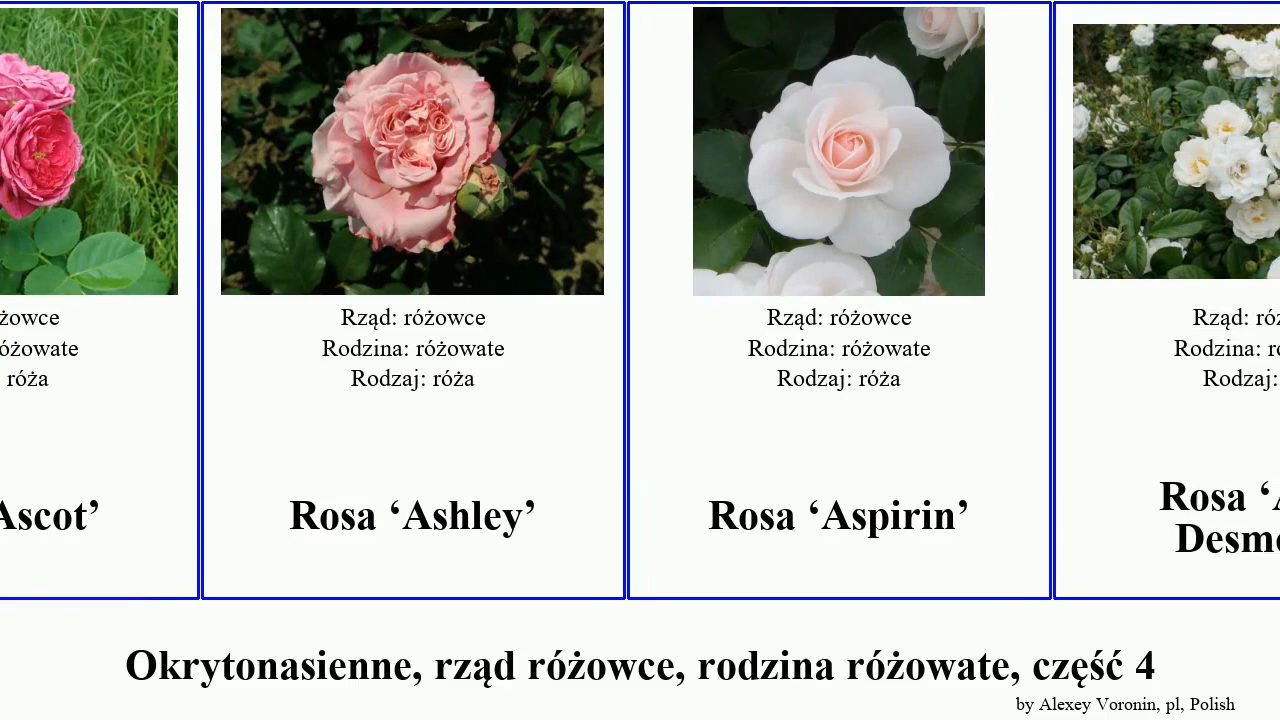 żowce
óżowate
róża
Ascot’
Rząd: różowce
Rodzina: różowate
Rodzaj: róża
Rosa ‘Ashley’
Rząd: różowce
Rodzina: różowate
Rodzaj: róża
Rosa ‘Aspirin’
Rząd: róż
Rodzina: ró
Rodzaj:
Rosa ‘A
Desm
Okrytonasienne, rząd różowce, rodzina różowate, część 4
by Alexey Voronin, pl, Polish